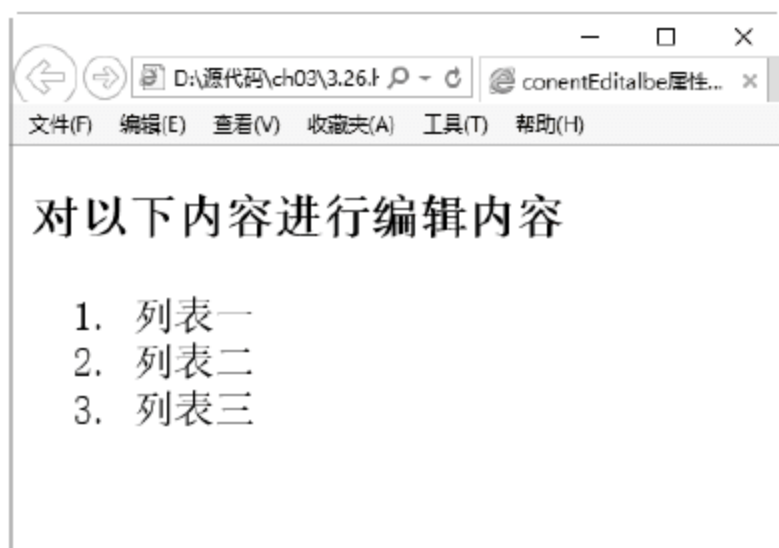 D:\源代码\ch03\3.26.h
conentEditalbe属性...
文件(F) 编辑(E) 查看(V) 收藏夹(A) 工具(T) 帮助(H)
对以下内容进行编辑内容
1. 列表一
2. 列表二
3. 列表三